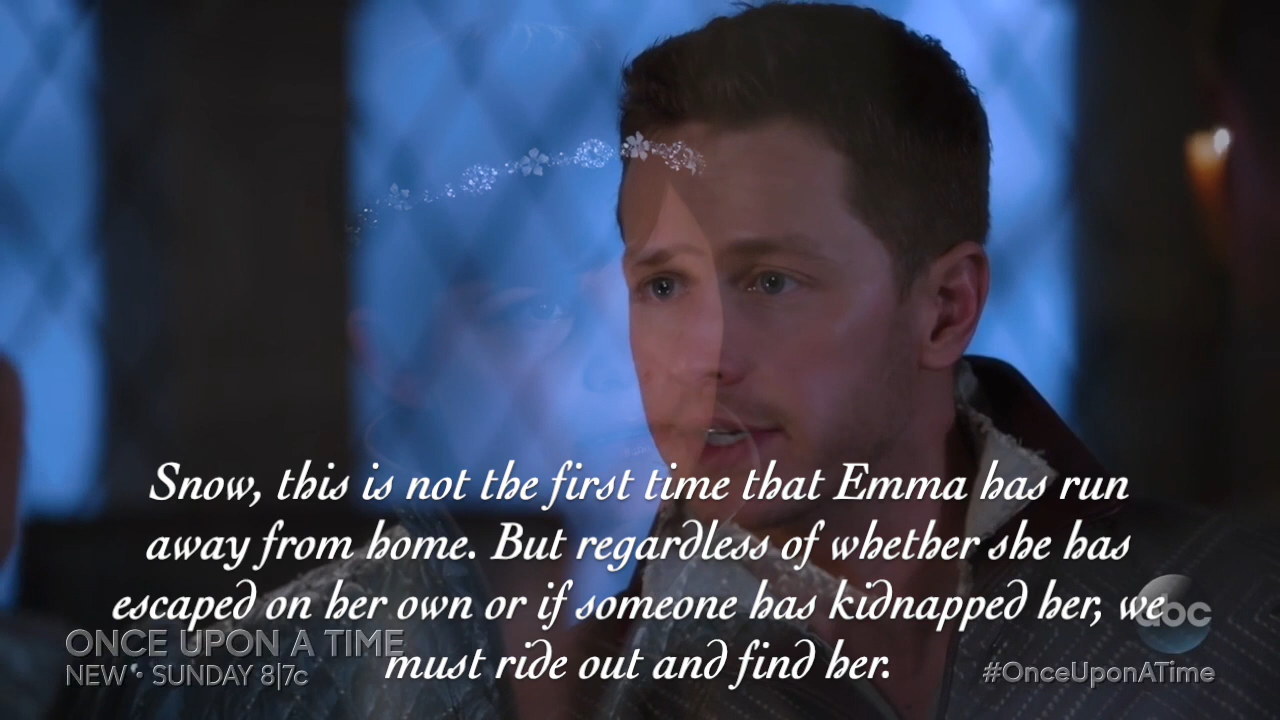 Snow, this is not the first time that Emma has run
away from home. But regardless of whether she has
escaped on her own or if someone has kidnapped her, we
must ride out and find her.
ONCE UPON A TIME
NEW SUNDAY 8|7c
abc
#OnceUponATime